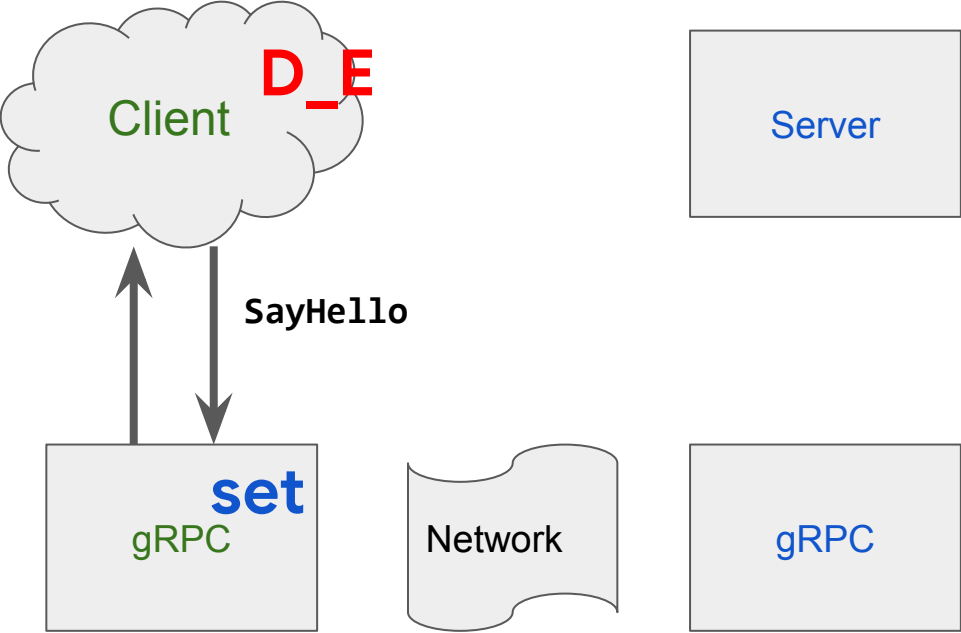 D_E
Client
Server
SayHello
set
gRPC
Network
gRPC